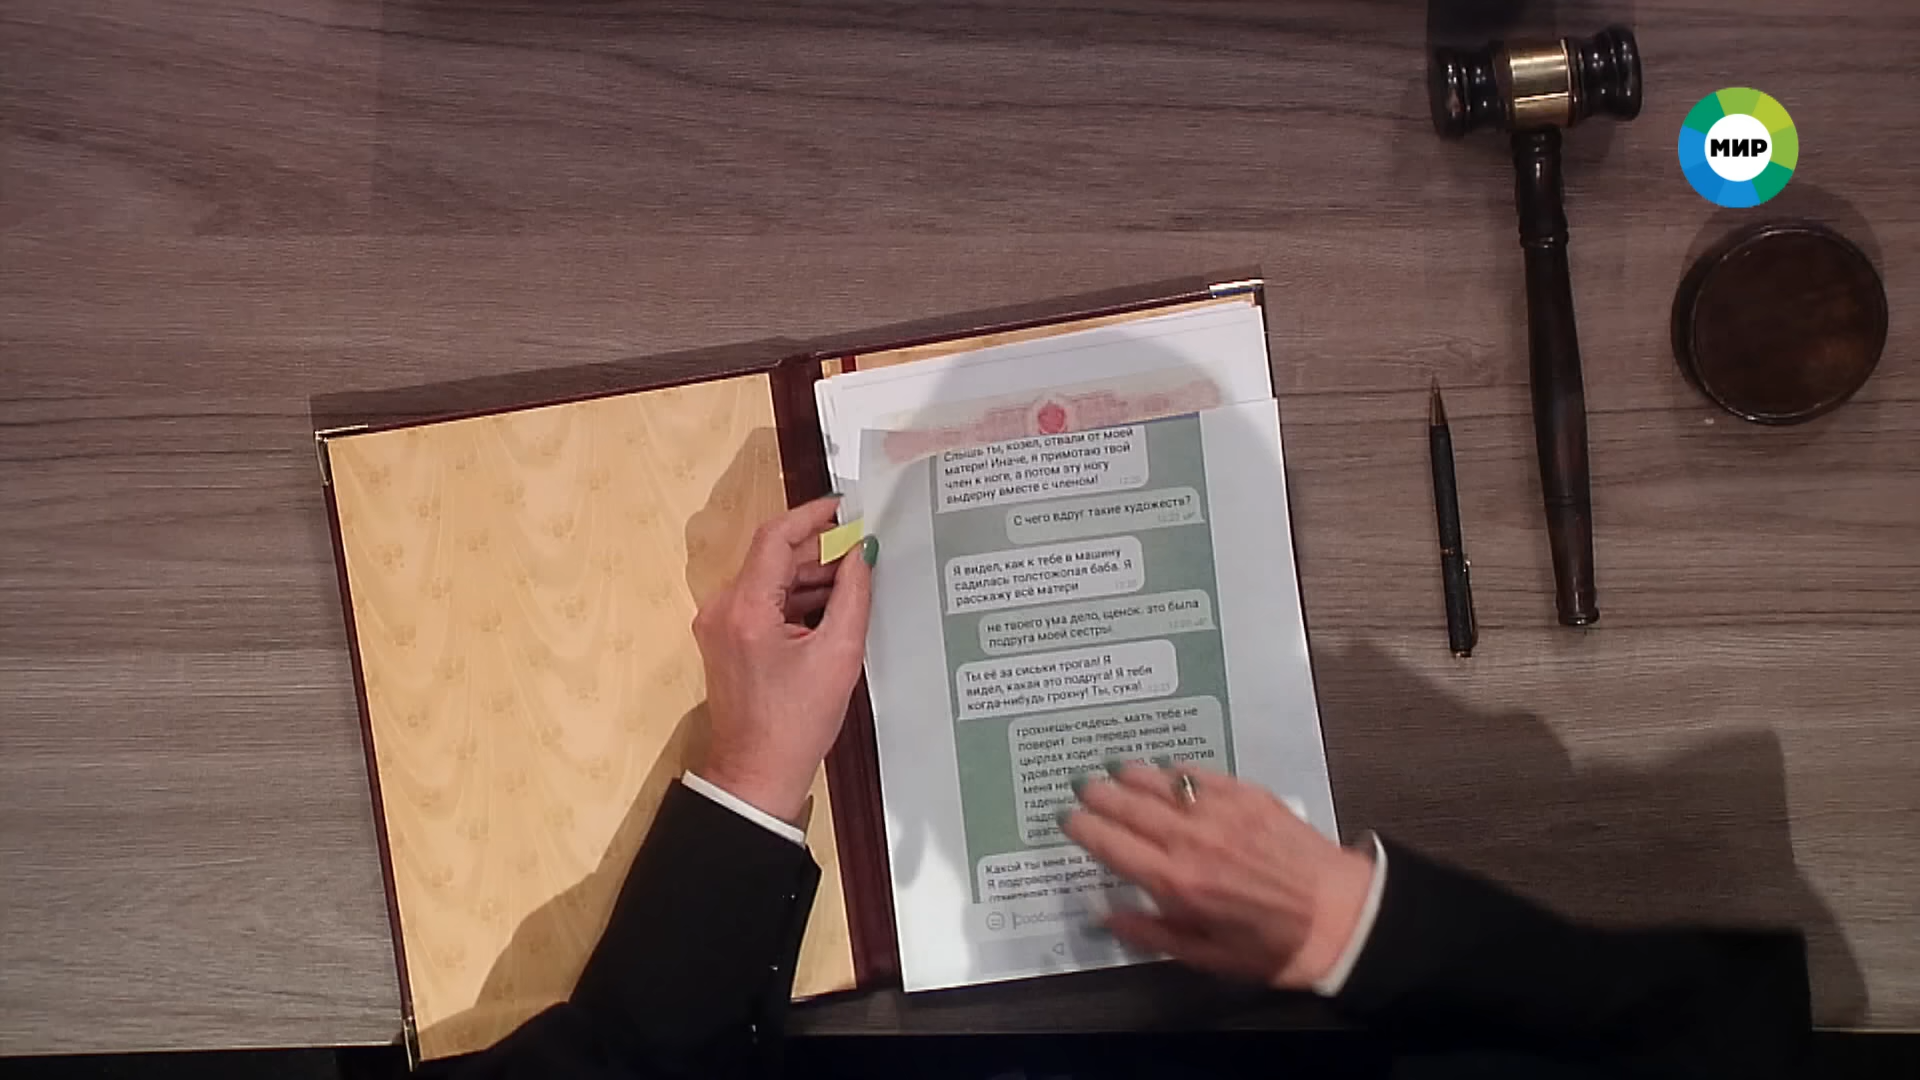 МИР
Слышь ты, козел, отвали от моей
матери! Иначе, я примотаю твой
член к ноге, а потом эту ногу
выдерну вместе с членом!
С чего вдруг такие художеств?
Я видел, как к тебе в машину
садилась толстожопая баба. Я
расскажу всё матери
не твоего ума дело, щенок. это была
подруга моей сестры.
Ты её за сиськи трогал! Я
видел, какая это подруга! Я тебя
когда-нибудь грохну! Ты, сука!
грохнешь-сядешь. мать тебе не
поверит. она передо мной на
цырлах ходит. пока я твою мать
против
меня
Какой ты мне на
Я подговорю ребят.